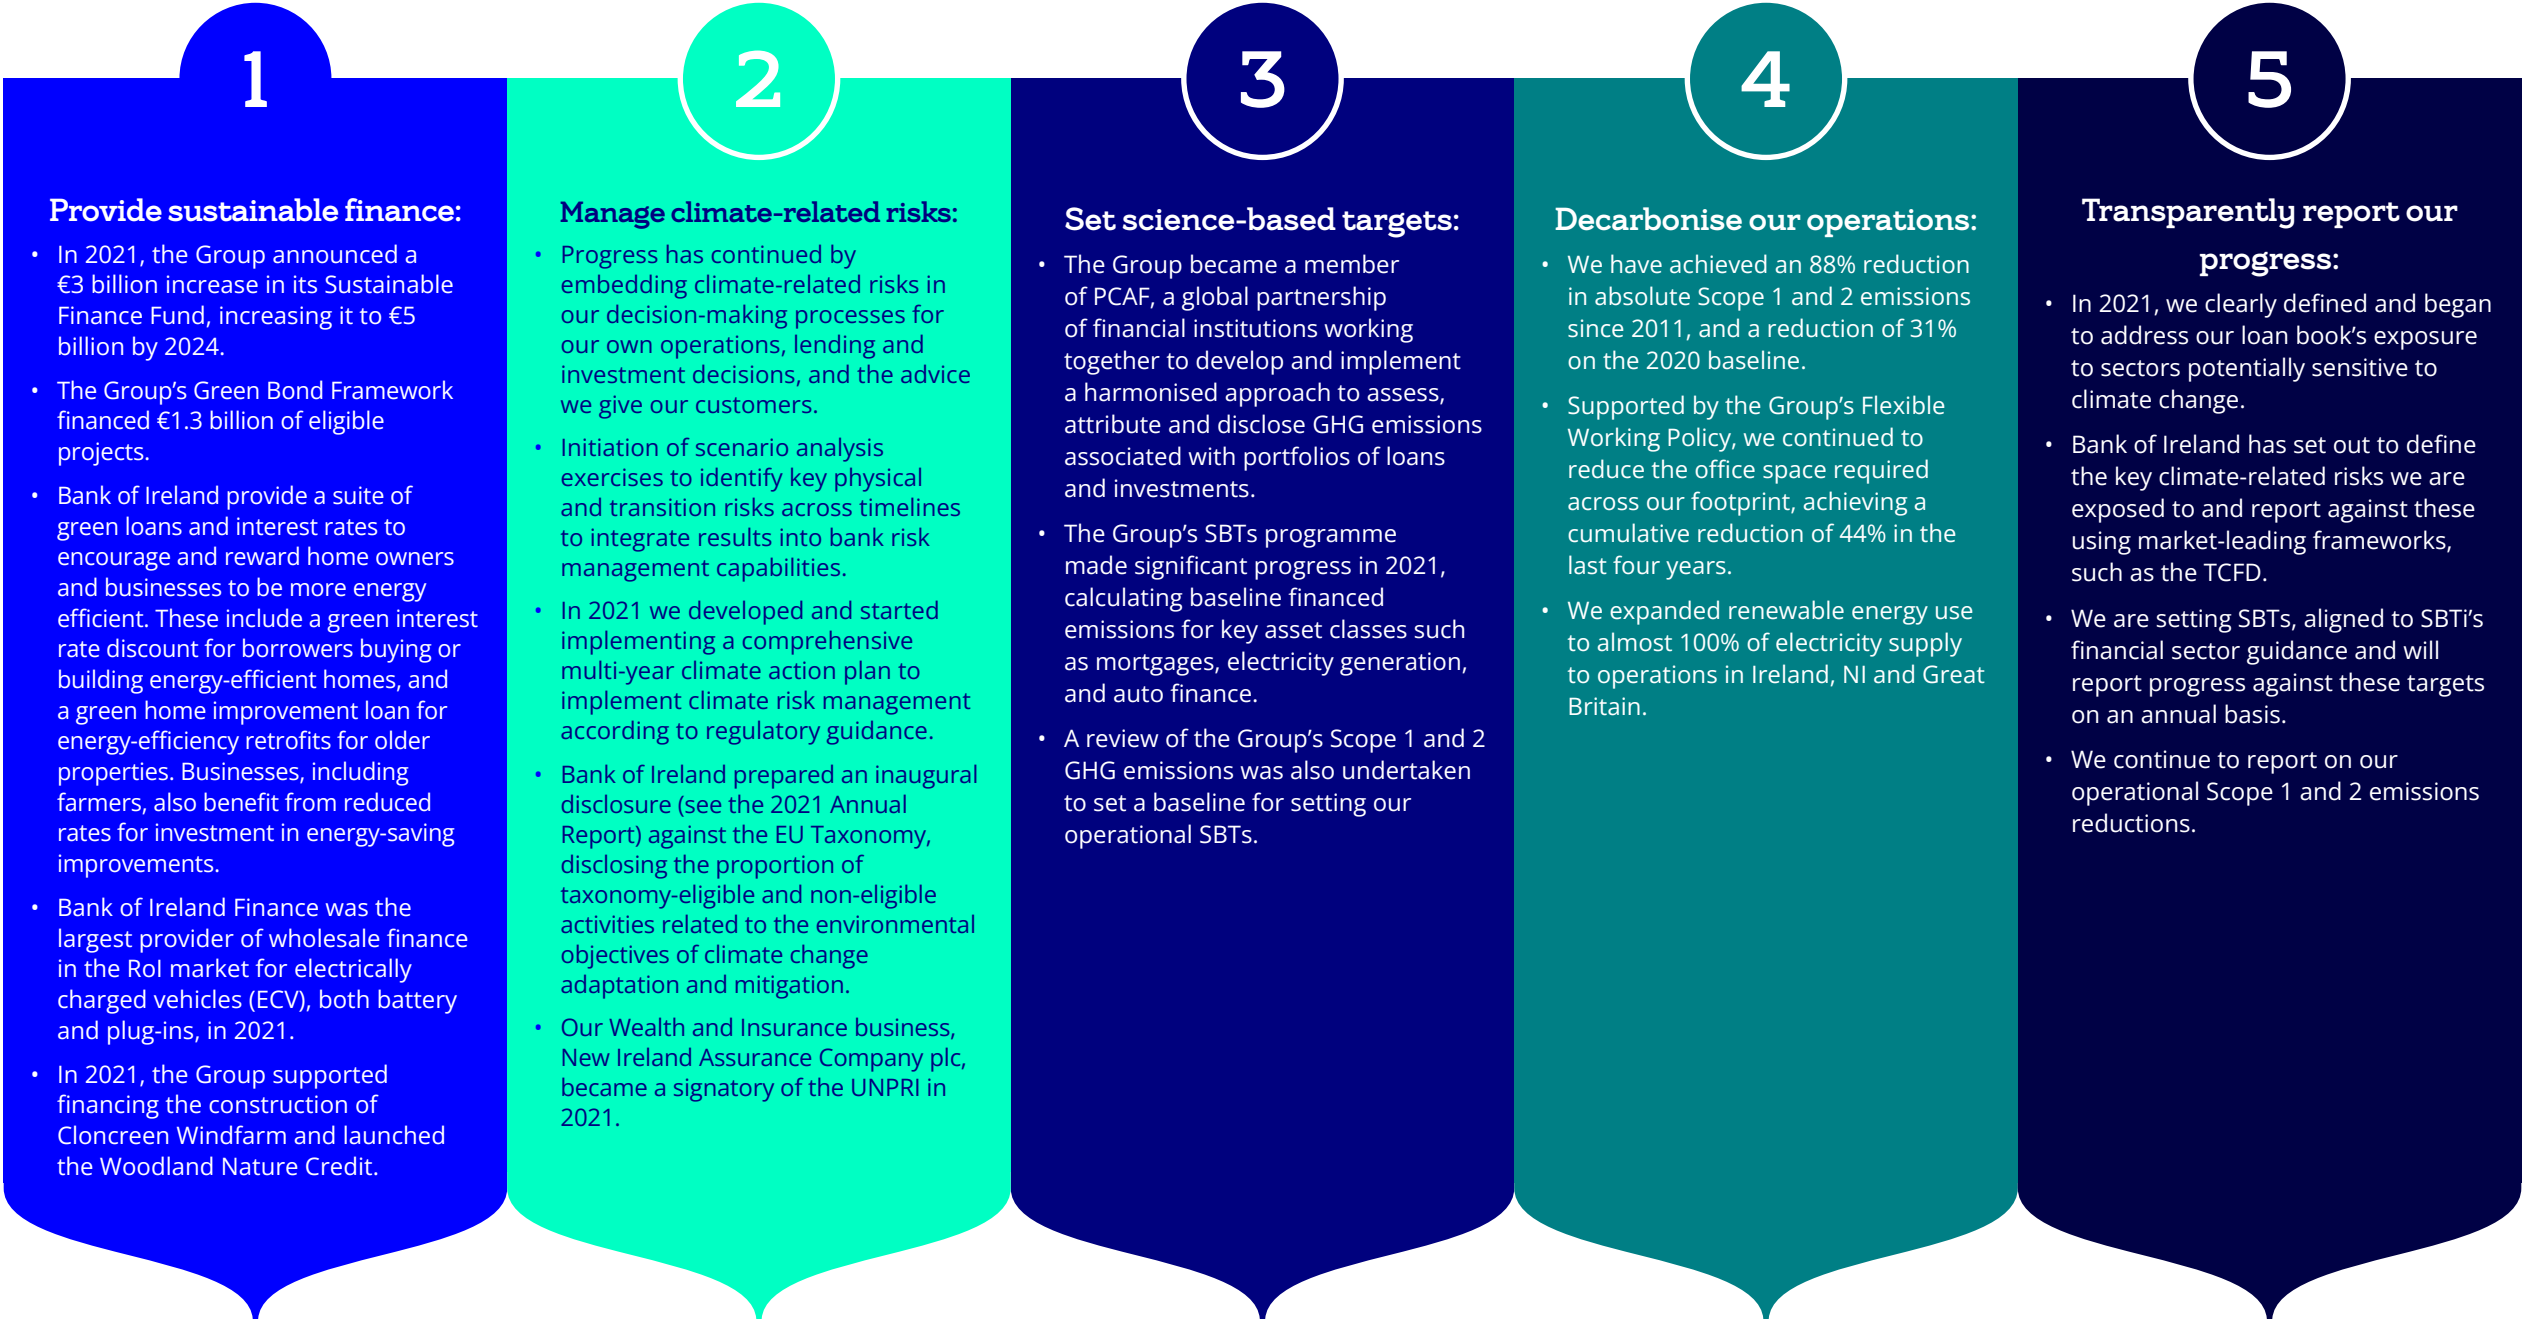 1
Provide sustainable finance:
• In 2021, the Group announced a
€3 billion increase in its Sustainable
Finance Fund, increasing it to €5
billion by 2024.
• The Group’s Green Bond Framework
financed €1.3 billion of eligible
projects.
• Bank of Ireland provide a suite of
green loans and interest rates to
encourage and reward home owners
and businesses to be more energy
efficient. These include a green interest
rate discount for borrowers buying or
building energy-efficient homes, and
a green home improvement loan for
energy-efficiency retrofits for older
properties. Businesses, including
farmers, also benefit from reduced
rates for investment in energy-saving
improvements.
• Bank of Ireland Finance was the
largest provider of wholesale finance
in the RoI market for electrically
charged vehicles (ECV), both battery
and plug-ins, in 2021.
• In 2021, the Group supported
financing the construction of
Cloncreen Windfarm and launched
the Woodland Nature Credit.
2
Manage climate-related risks:
• Progress has continued by
embedding climate-related risks in
our decision-making processes for
our own operations, lending and
investment decisions, and the advice
we give our customers.
• Initiation of scenario analysis
exercises to identify key physical
and transition risks across timelines
to integrate results into bank risk
management capabilities.
• In 2021 we developed and started
implementing a comprehensive
multi-year climate action plan to
implement climate risk management
according to regulatory guidance.
• Bank of Ireland prepared an inaugural
disclosure (see the 2021 Annual
Report) against the EU Taxonomy,
disclosing the proportion of
taxonomy-eligible and non-eligible
activities related to the environmental
objectives of climate change
adaptation and mitigation.
• Our Wealth and Insurance business,
New Ireland Assurance Company plc,
became a signatory of the UNPRI in
2021.
3
Set science-based targets:
• The Group became a member
of PCAF, a global partnership
of financial institutions working
together to develop and implement
a harmonised approach to assess,
attribute and disclose GHG emissions
associated with portfolios of loans
and investments.
• The Group’s SBTs programme
made significant progress in 2021,
calculating baseline financed
emissions for key asset classes such
as mortgages, electricity generation,
and auto finance.
• A review of the Group’s Scope 1 and 2
GHG emissions was also undertaken
to set a baseline for setting our
operational SBTs.
4
Decarbonise our operations:
• We have achieved an 88% reduction
in absolute Scope 1 and 2 emissions
since 2011, and a reduction of 31%
on the 2020 baseline.
• Supported by the Group’s Flexible
Working Policy, we continued to
reduce the office space required
across our footprint, achieving a
cumulative reduction of 44% in the
last four years.
• We expanded renewable energy use
to almost 100% of electricity supply
to operations in Ireland, NI and Great
Britain.
5
Transparently report our
progress:
• In 2021, we clearly defined and began
to address our loan book’s exposure
to sectors potentially sensitive to
climate change.
• Bank of Ireland has set out to define
the key climate-related risks we are
exposed to and report against these
using market-leading frameworks,
such as the TCFD.
• We are setting SBTs, aligned to SBTi’s
financial sector guidance and will
report progress against these targets
on an annual basis.
• We continue to report on our
operational Scope 1 and 2 emissions
reductions.